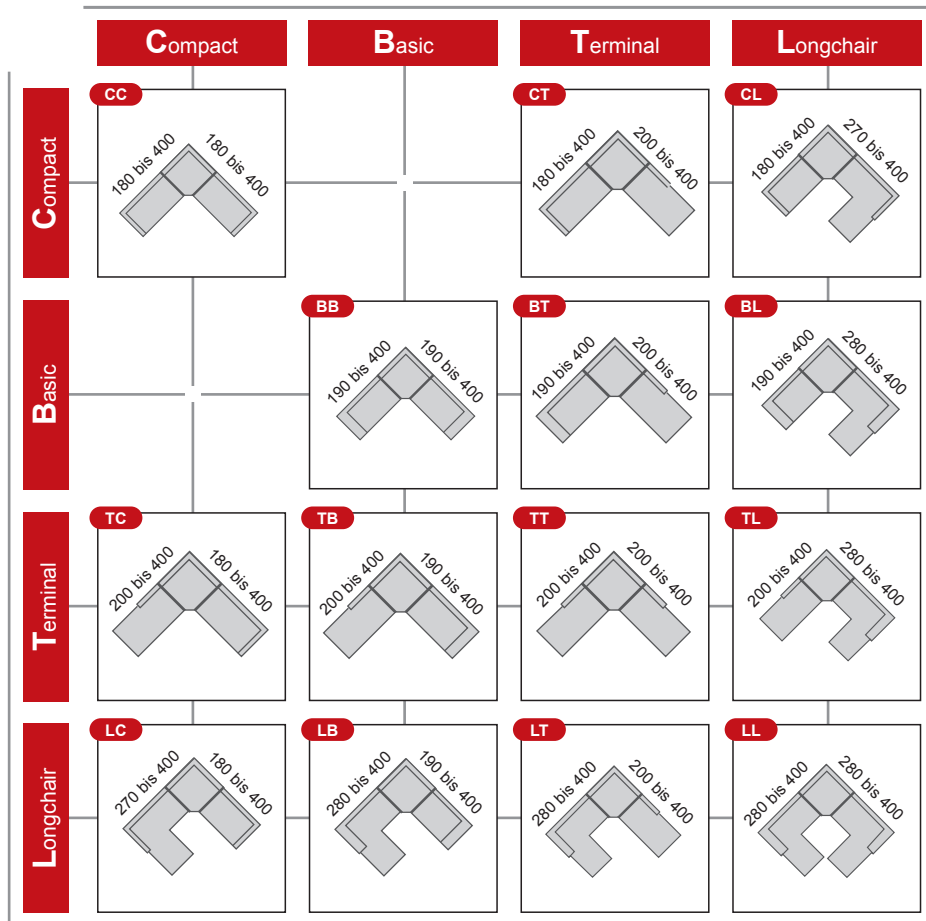 Compact
Basic
Terminal
Longchair
Compact
CC
180 bis 400
180 bis 400
CT
180 bis 400
200 bis 400
CL
180 bis 400
270 bis 400
Basic
BB
190 bis 400
190 bis 400
BT
190 bis 400
200 bis 400
BL
190 bis 400
280 bis 400
Terminal
TC
200 bis 400
180 bis 400
TB
200 bis 400
190 bis 400
TT
200 bis 400
200 bis 400
TL
200 bis 400
280 bis 400
Longchair
LC
270 bis 400
180 bis 400
LB
280 bis 400
190 bis 400
LT
280 bis 400
200 bis 400
LL
280 bis 400
280 bis 400